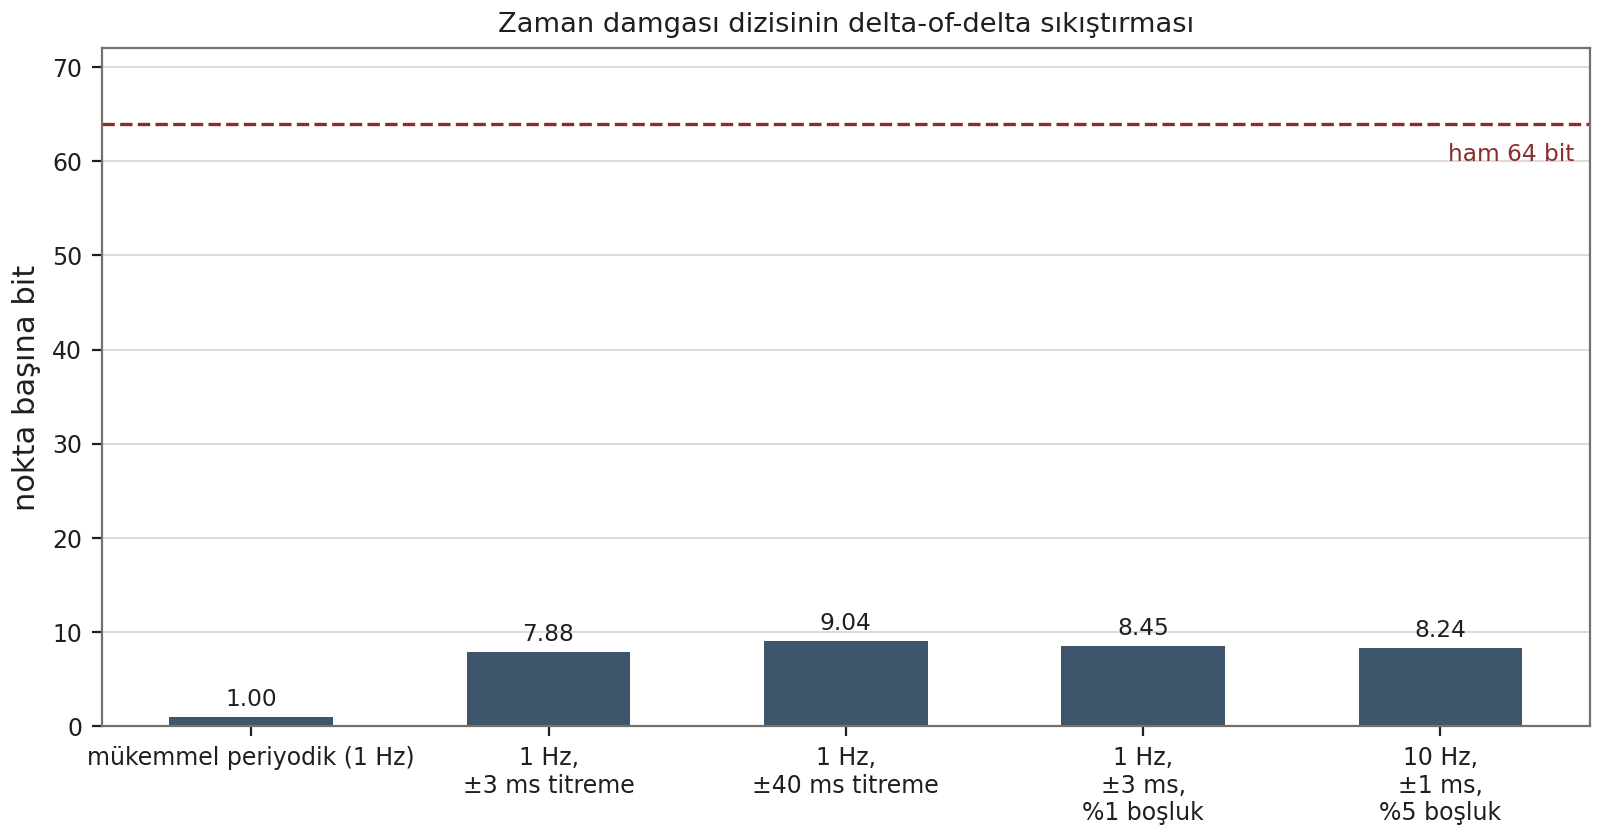 Zaman damgası dizisinin delta-of-delta sıkıştırması
nokta başına bit
70
60
50
40
30
20
10
0
ham 64 bit
1.00
7.88
9.04
8.45
8.24
mükemmel periyodik (1 Hz)
1 Hz,
±3 ms titreme
1 Hz,
±40 ms titreme
1 Hz,
±3 ms,
%1 boşluk
10 Hz,
±1 ms,
%5 boşluk